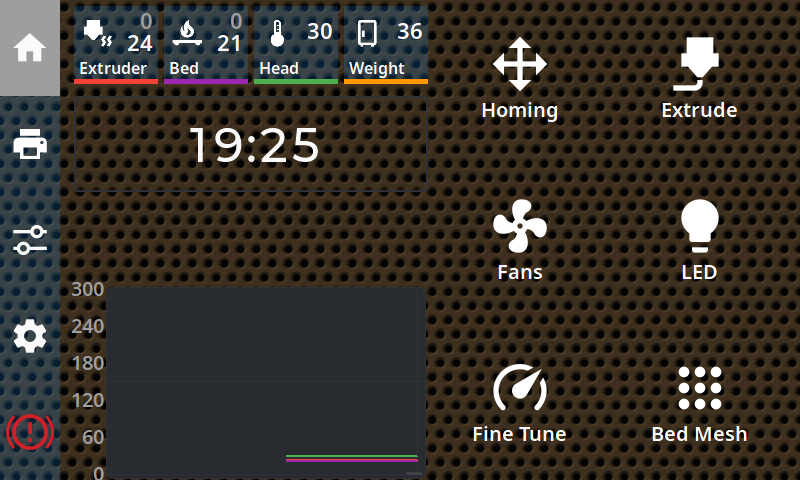 0
24
Extruder
0
21
Bed
30
Head
36
Weight
19:25
Homing
Extrude
Fans
LED
Fine Tune
Bed Mesh
300
240
180
120
60
0